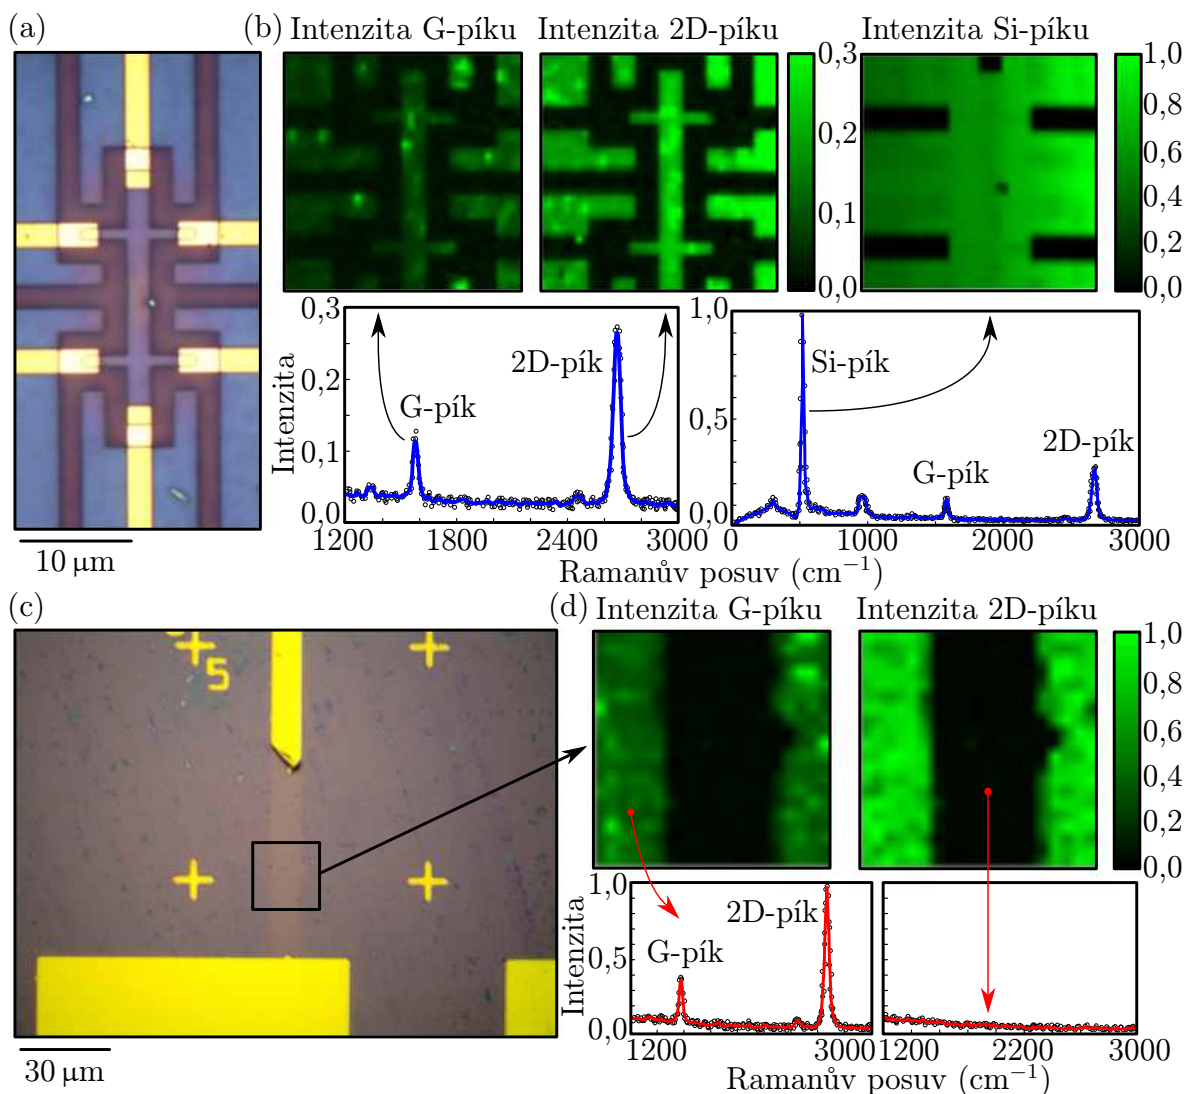 (a)
(b)
Intenzita G-píku
Intenzita 2D-píku
Intenzita Si-píku
0,3
0,2
0,1
0,0
1,0
0,8
0,6
0,4
0,2
0,0
Intenzita
0,3
0,2
0,1
0,0
G-pík
2D-pík
1200
1800
2400
3000
1,0
0,5
0,0
Si-pík
G-pík
2D-pík
0
1000
2000
3000
Ramanův posuv (cm⁻¹)
10 µm
(c)
5
30 µm
(d)
Intenzita G-píku
Intenzita 2D-píku
1,0
0,8
0,6
0,4
0,2
0,0
Intenzita
1,0
0,5
0,0
G-pík
2D-pík
1200
3000
1200
2200
3000
Ramanův posuv (cm⁻¹)